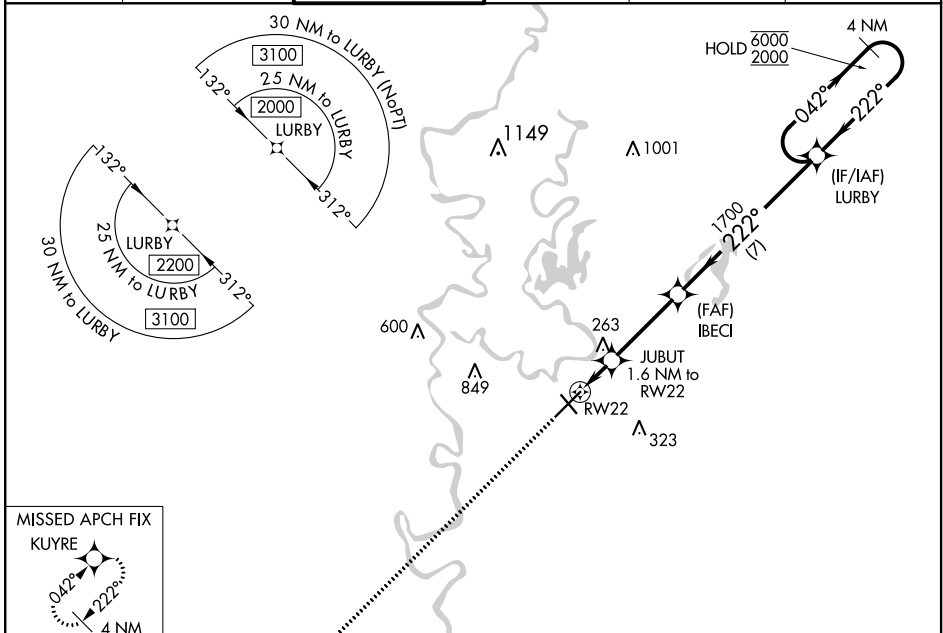 30 NM to LURBY (NoPT)
3100
25 NM to LURBY
2000
132°
LURBY
312°
132°
LURBY
2200
25 NM to LURBY
312°
30 NM to LURBY
3100
4 NM
HOLD 6000
2000
042°
222°
(IF/IAF)
LURBY
1149
1001
1700
222°
(7)
(FAF)
IBECI
600
263
849
JUBUT
1.6 NM to
RW22
RW22
323
MISSED APCH FIX
KUYRE
042°
222°
4 NM